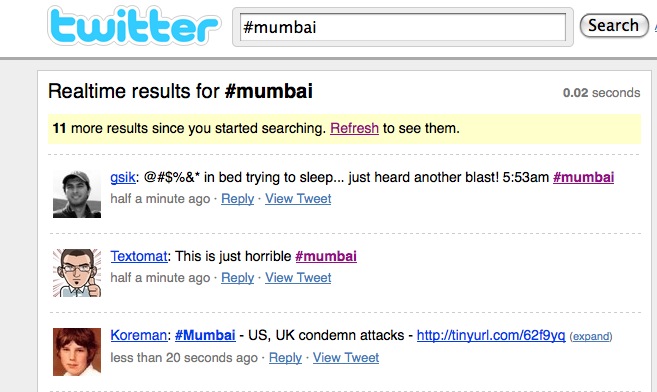 twitter
#mumbai
Search
Realtime results for #mumbai
0.02 seconds
11 more results since you started searching. Refresh to see them.
gsik: @#$%&* in bed trying to sleep... just heard another blast! 5:53am #mumbai
half a minute ago · Reply · View Tweet
Textomat: This is just horrible #mumbai
half a minute ago · Reply · View Tweet
Koreman: #Mumbai - US, UK condemn attacks - http://tinyurl.com/62f9yq (expand)
less than 20 seconds ago · Reply · View Tweet